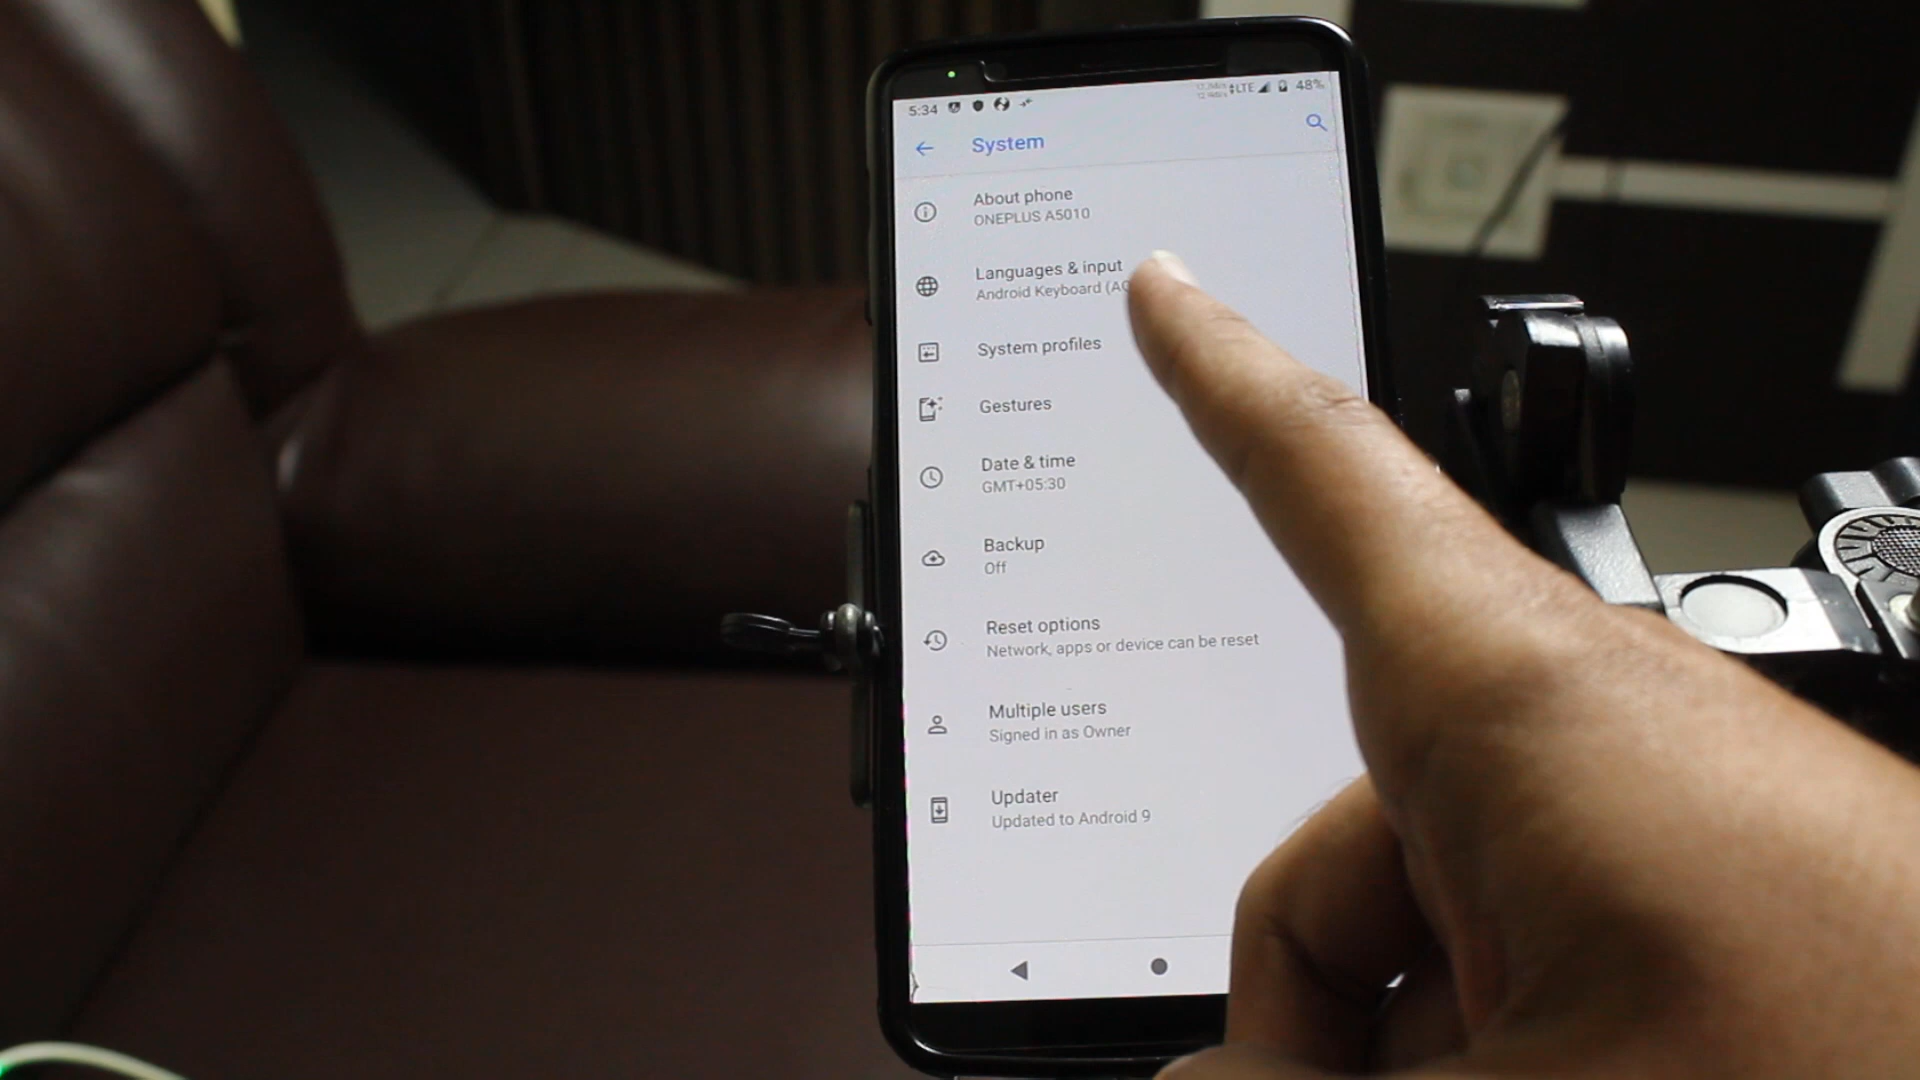 5:34 LTE 48%
System
About phone
ONEPLUS A5010
Languages & input
Android Keyboard (AO
System profiles
Gestures
Date & time
GMT+05:30
Backup
Off
Reset options
Network, apps or device can be reset
Multiple users
Signed in as Owner
Updater
Updated to Android 9